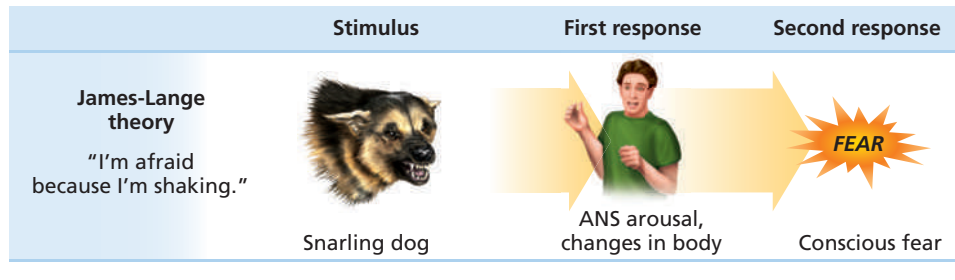 Stimulus
First response
Second response
James-Lange
theory
“I’m afraid
because I’m shaking.”
Snarling dog
ANS arousal,
changes in body
FEAR
Conscious fear